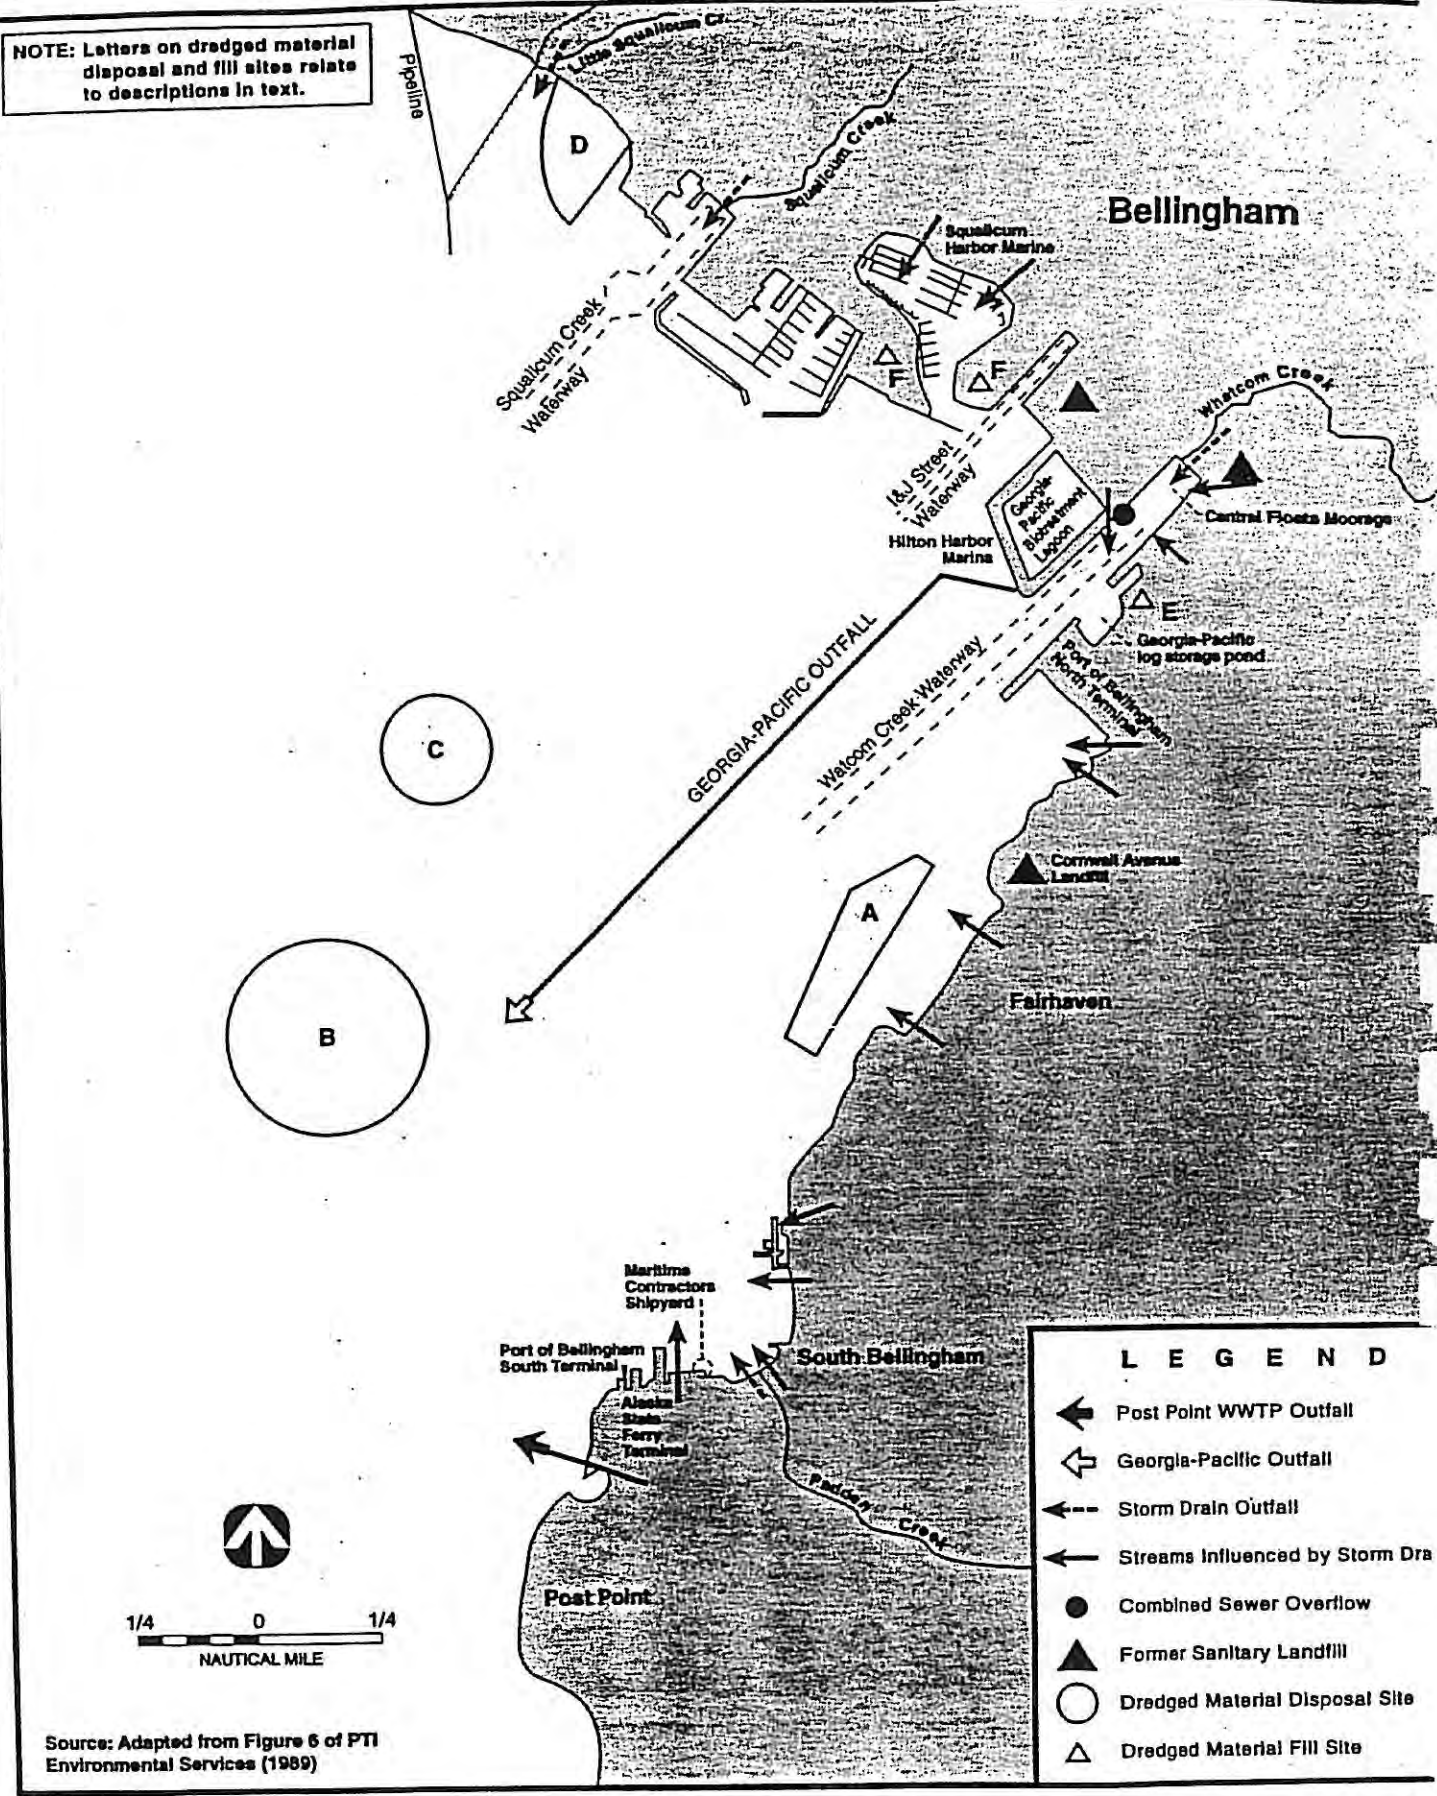 NOTE: Letters on dredged material
disposal and fill sites relate
to descriptions in text.
Pipeline
Little Squalicum Cr.
D
Squalicum Creek
Bellingham
Squalicum
Harbor Marine
Squalicum Creek
Waterway
F
F
Whatcom Creek
I&J Street
Waterway
Georgia-
Pacific
Biotreatment
Lagoon
Central Floats Moorage
Hilton Harbor
Marina
E
Georgia-Pacific
log storage pond
Port of Bellingham
North Terminal
GEORGIA-PACIFIC OUTFALL
Watcom Creek Waterway
C
Cornwall Avenue
Landfill
A
Fairhaven
B
Maritime
Contractors
Shipyard
Port of Bellingham
South Terminal
South Bellingham
Alaska
State
Ferry
Terminal
Padden
Creek
Post Point
1/4 0 1/4
NAUTICAL MILE
Source: Adapted from Figure 6 of PTI
Environmental Services (1989)
LEGEND
Post Point WWTP Outfall
Georgia-Pacific Outfall
Storm Drain Outfall
Streams Influenced by Storm Dra
Combined Sewer Overflow
Former Sanitary Landfill
Dredged Material Disposal Site
Dredged Material Fill Site